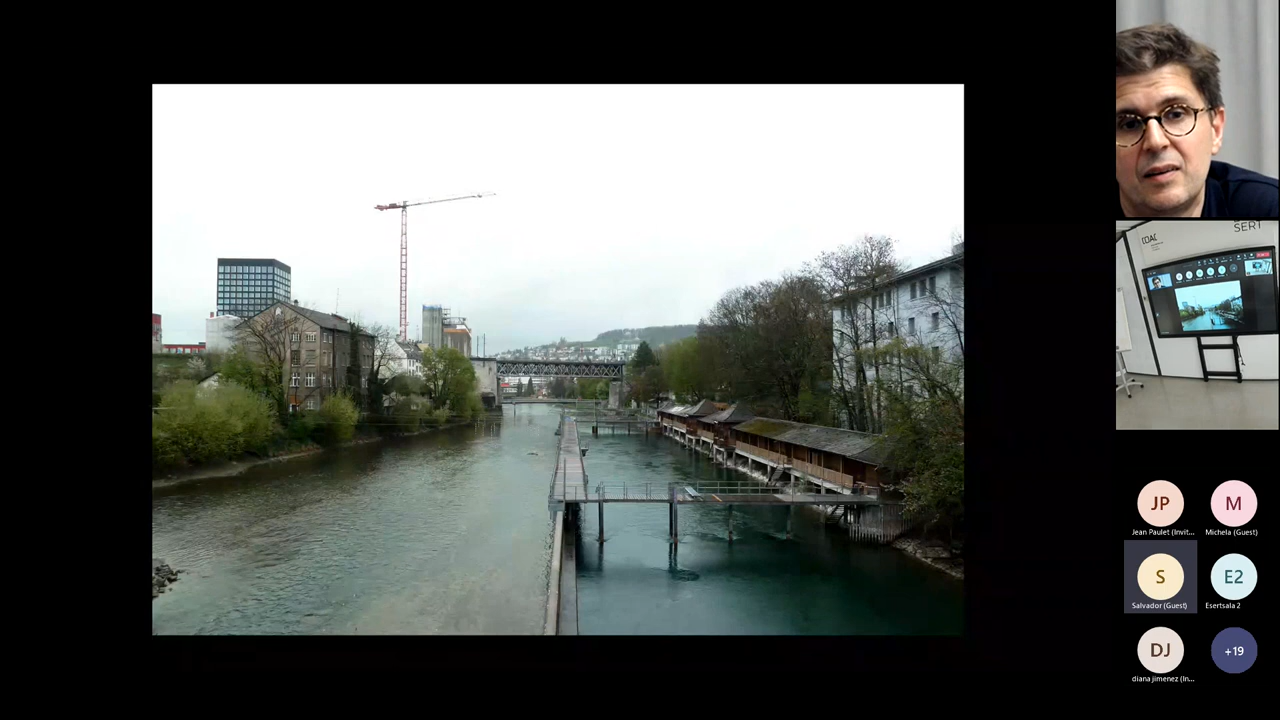 SERT
JP
M
Jean Paulet (Invit...
Michela (Guest)
S
E2
Salvador (Guest)
Esertsala 2
DJ
+19
diana jimenez (In...